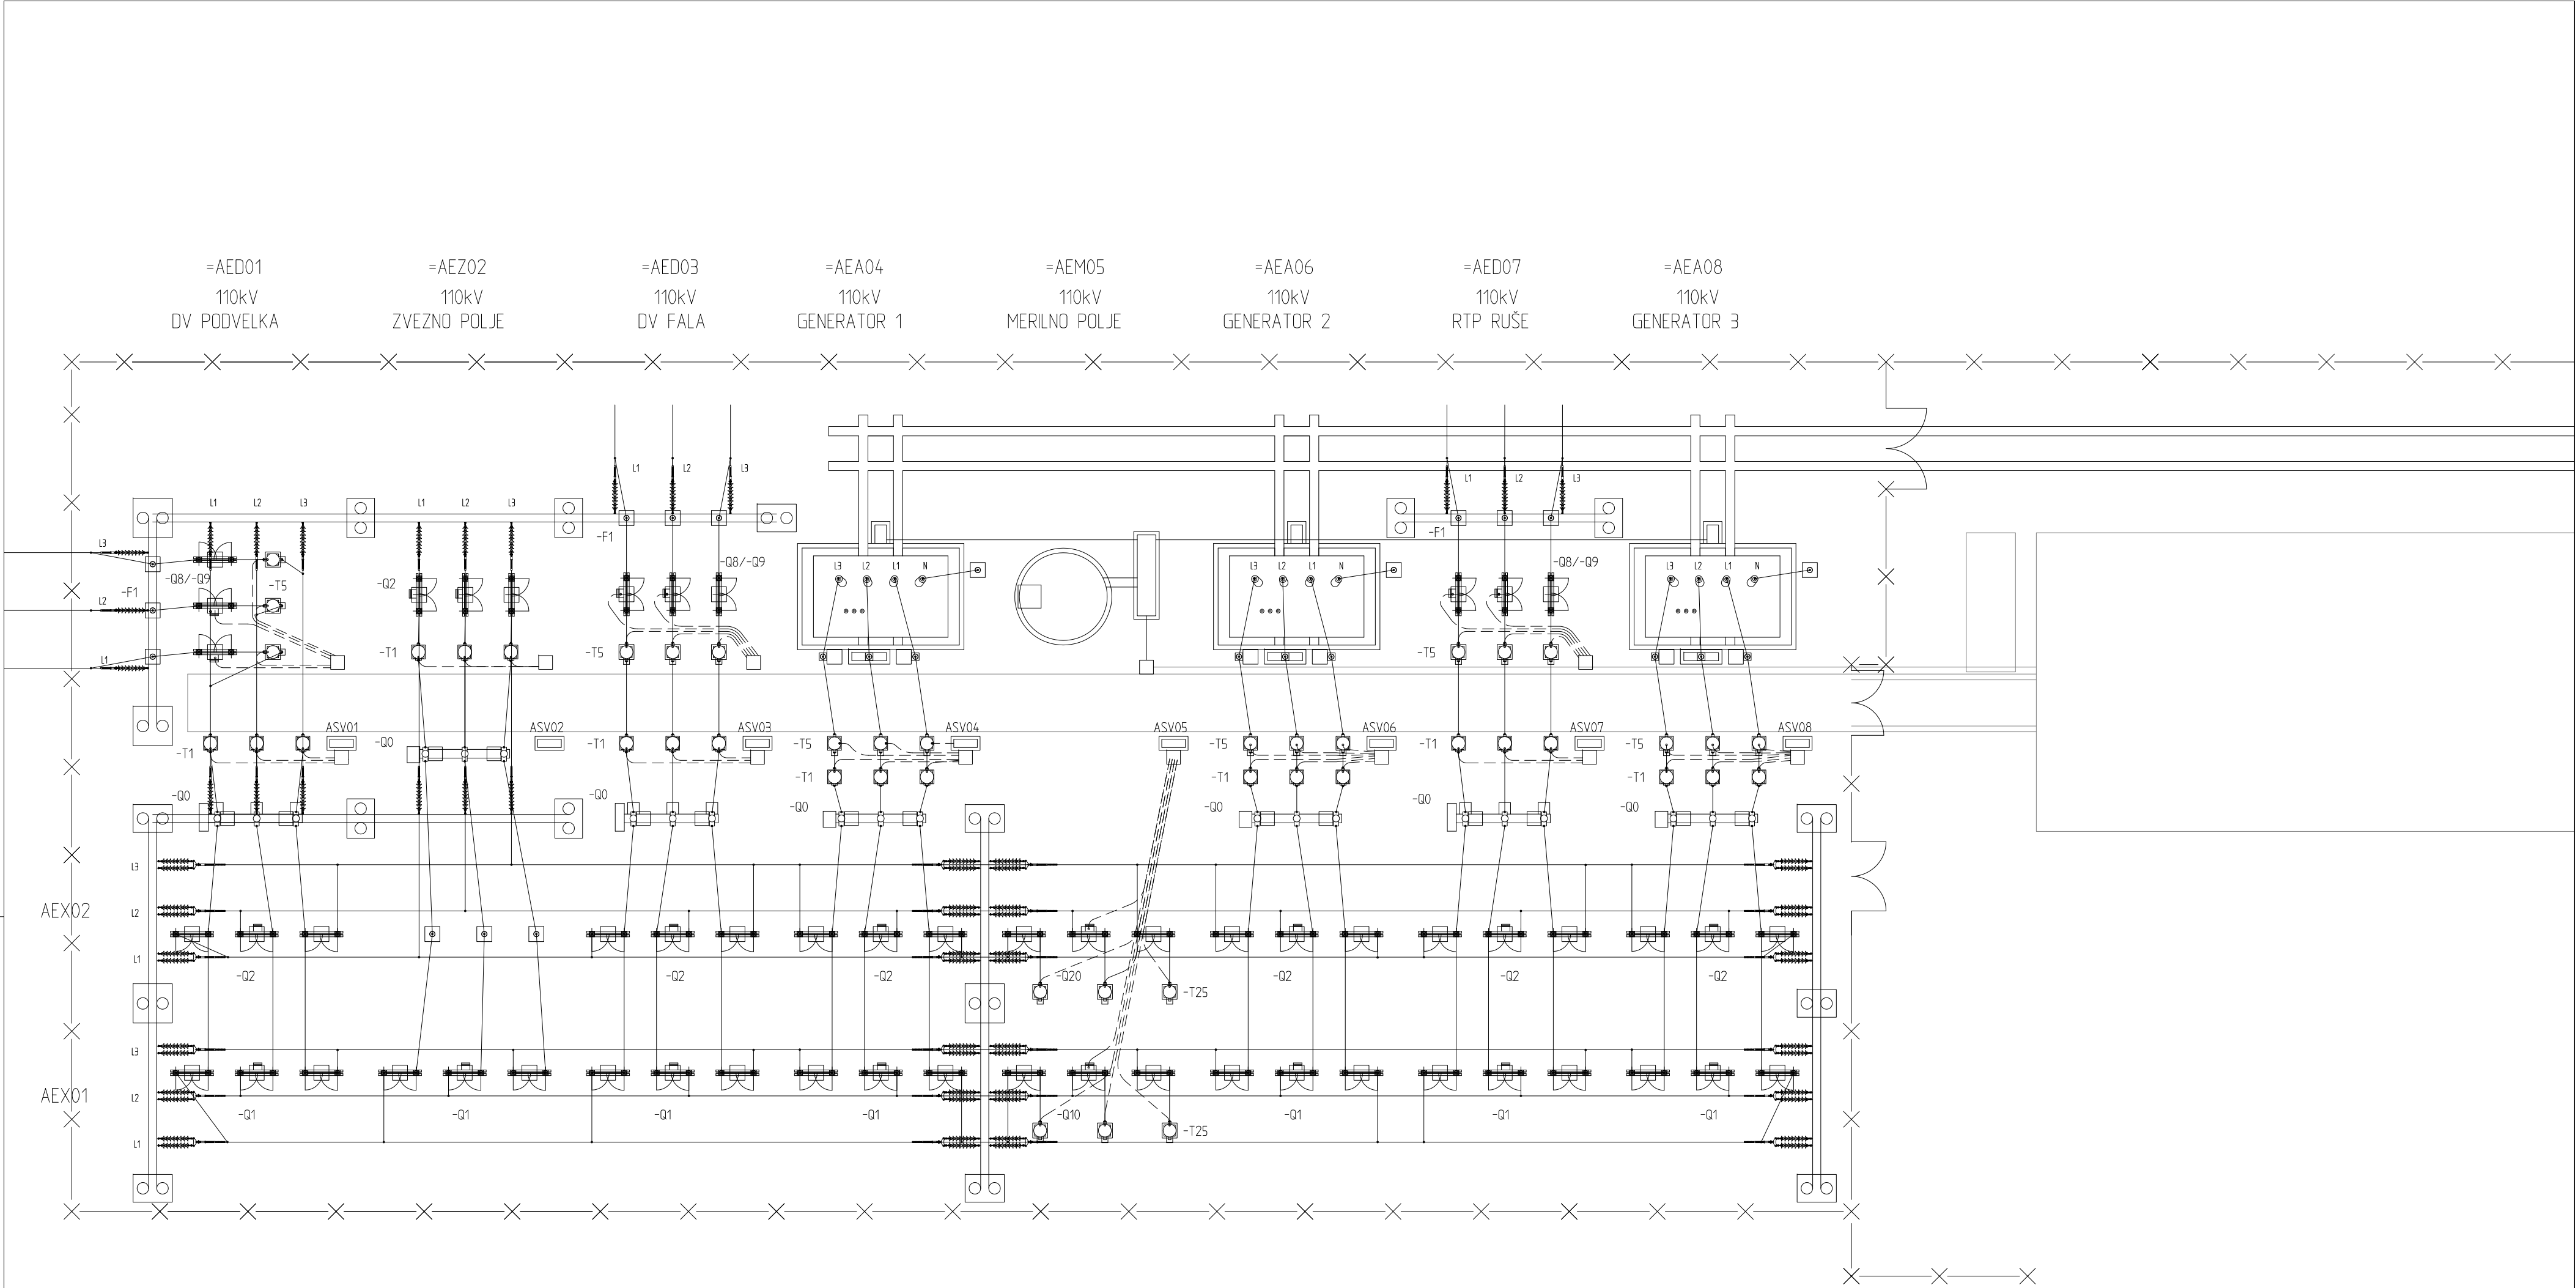 =AED01 =AEZ02 =AED03 =AEA04 =AEM05 =AEA06 =AED07 =AEA08
110kV 110kV 110kV 110kV 110kV 110kV 110kV 110kV
DV PODVELKA ZVEZNO POLJE DV FALA GENERATOR 1 MERILNO POLJE GENERATOR 2 RTP RUŠE GENERATOR 3
L1 L2 L3 L1 L2 L3
L1 L2 L3 L1 L2 L3 L1 L2 L3 L1 L2 L3
-F1 -F1
L3
-Q8/-Q9 -Q8/-Q9
L3 L2 L1 N L3 L2 L1 N L3 L2 L1 N
-Q8/-Q9 -T5 -Q2
-F1
L2
-T1 -T5 -T5
L1
ASV01 ASV02 ASV03 ASV04 ASV05 ASV06 ASV07 ASV08
-T1 -Q0 -T1 -T5 -T5 -T1 -T5
-T1 -T1 -T1
-Q0 -Q0 -Q0 -Q0 -Q0 -Q0
L3
AEX02 L2
L1
-Q2 -Q2 -Q2 -Q20 -Q2 -Q2 -Q2
-T25
L3
AEX01 L2
-Q1 -Q1 -Q1 -Q1 -Q10 -Q1 -Q1 -Q1
-T25
L1